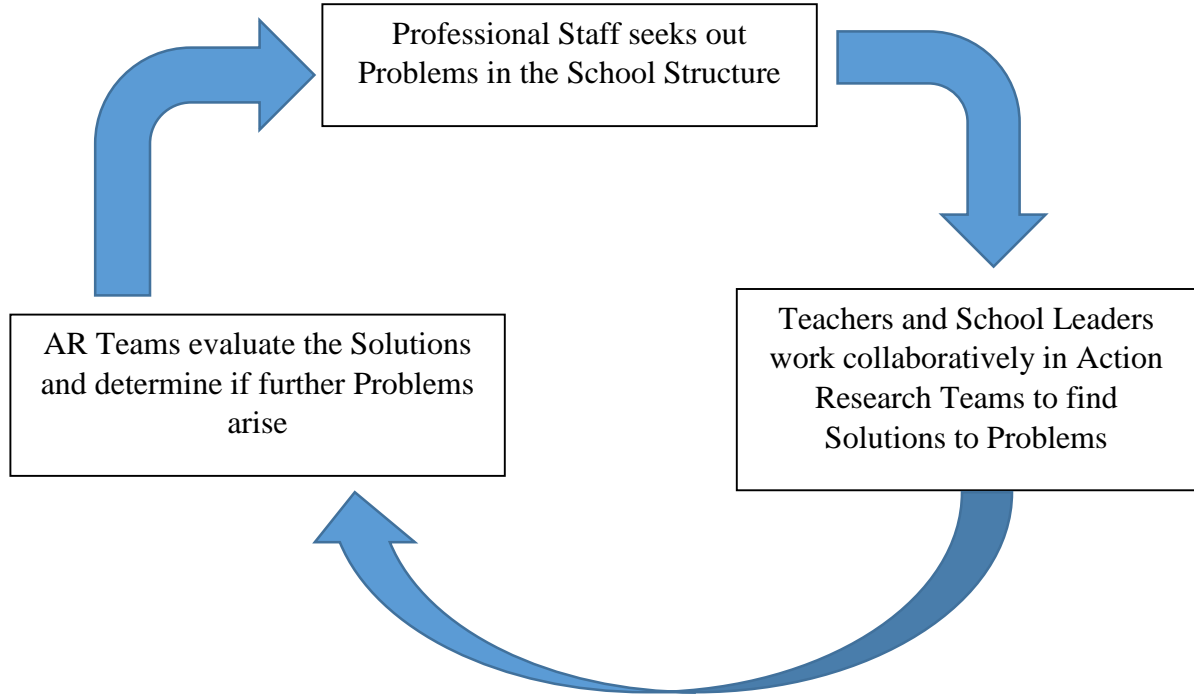 Professional Staff seeks out
Problems in the School Structure
Teachers and School Leaders
work collaboratively in Action
Research Teams to find
Solutions to Problems
AR Teams evaluate the Solutions
and determine if further Problems
arise